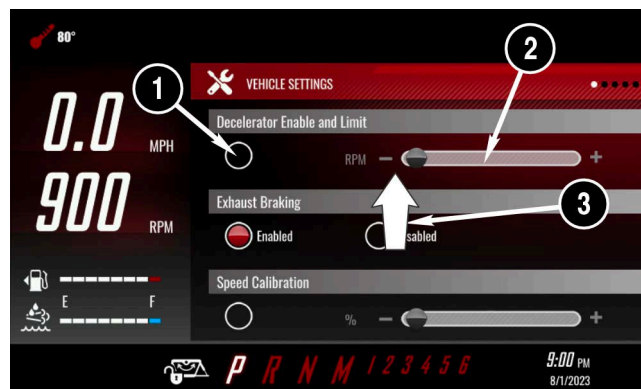 80°
2
1
VEHICLE SETTINGS
Decelerator Enable and Limit
0.0 MPH
RPM - +
900 RPM
Exhaust Braking
3
Enabled sabled
Speed Calibration
E F
% - +
P R N M 1 2 3 4 5 6
9:00 PM
8/1/2023